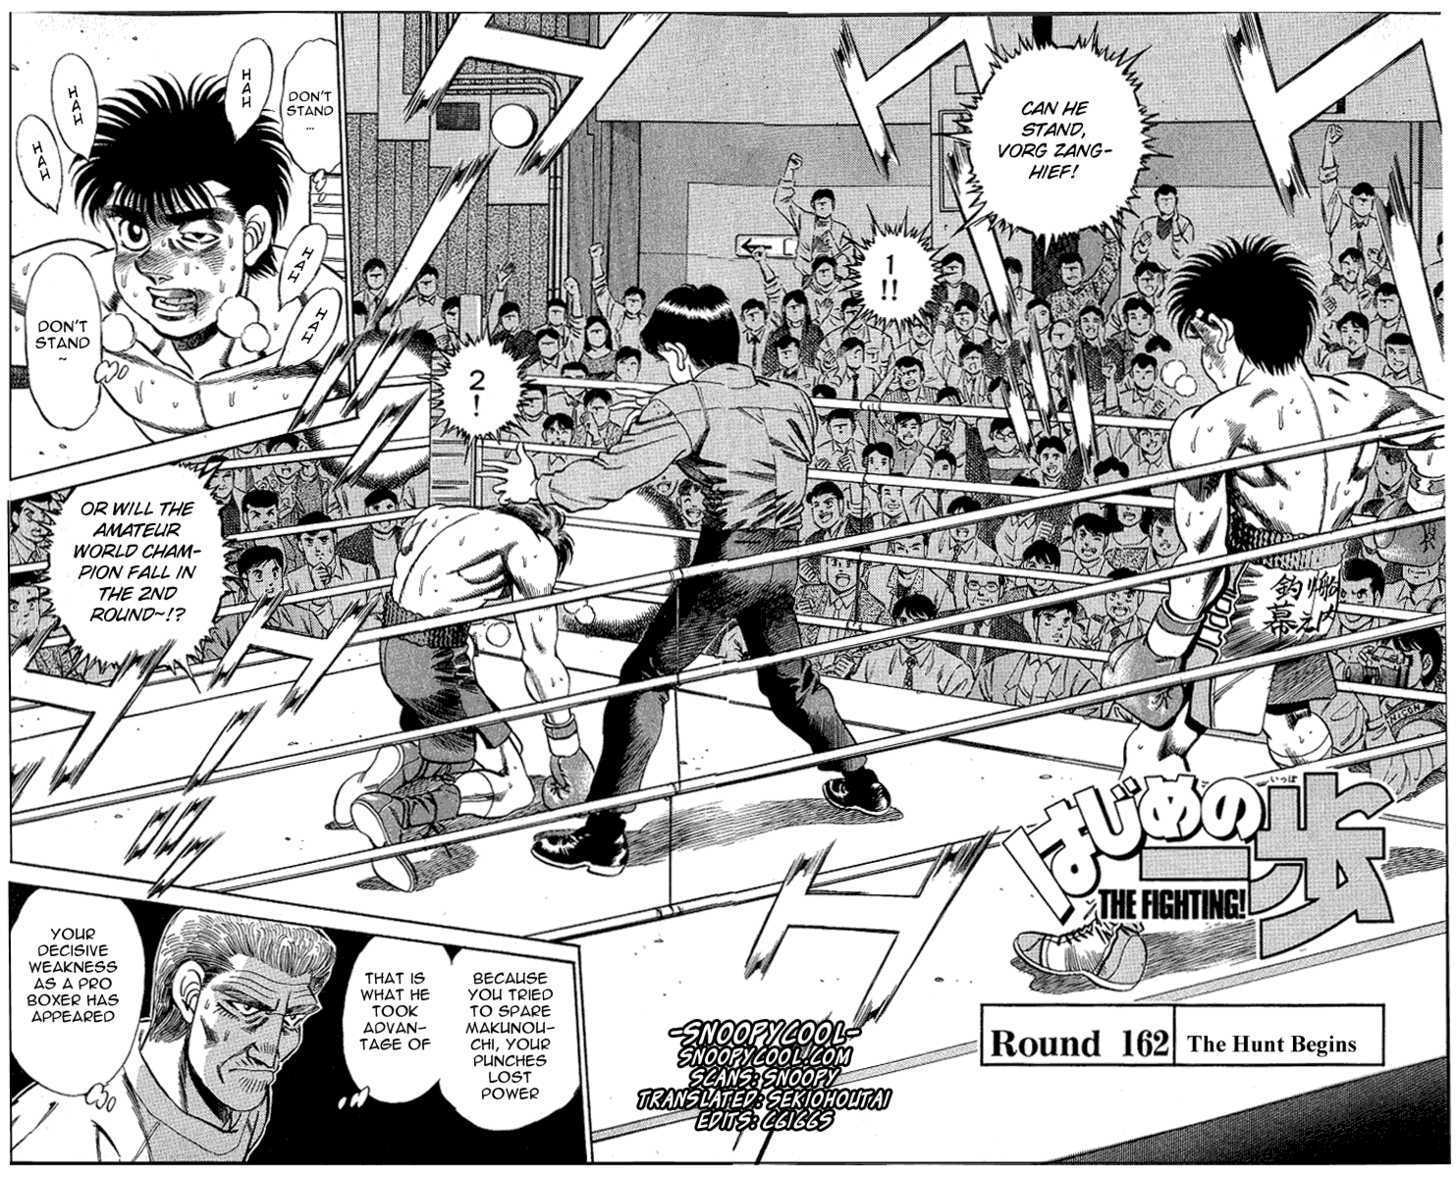 DON'T
STAND
...
HAH
HAH
HAH
HAH
HAH
DON'T
STAND
~
CAN HE
STAND,
VORG ZANG-
HIEF!
1
!!
2
!
OR WILL THE
AMATEUR
WORLD CHAM-
PION FALL IN
THE 2ND
ROUND~!?
はじめの一歩
いっぽ
THE FIGHTING!
Round 162
The Hunt Begins
BECAUSE
YOU TRIED
TO SPARE
MAKUNOU-
CHI, YOUR
PUNCHES
LOST
POWER
THAT IS
WHAT HE
TOOK
ADVAN-
TAGE OF
YOUR
DECISIVE
WEAKNESS
AS A PRO
BOXER HAS
APPEARED
-SNOOPYCOOL-
SNOOPYCOOL.COM
SCANS: SNOOPY
TRANSLATED: SEKIOHOUTAI
EDITS: CGIGGS